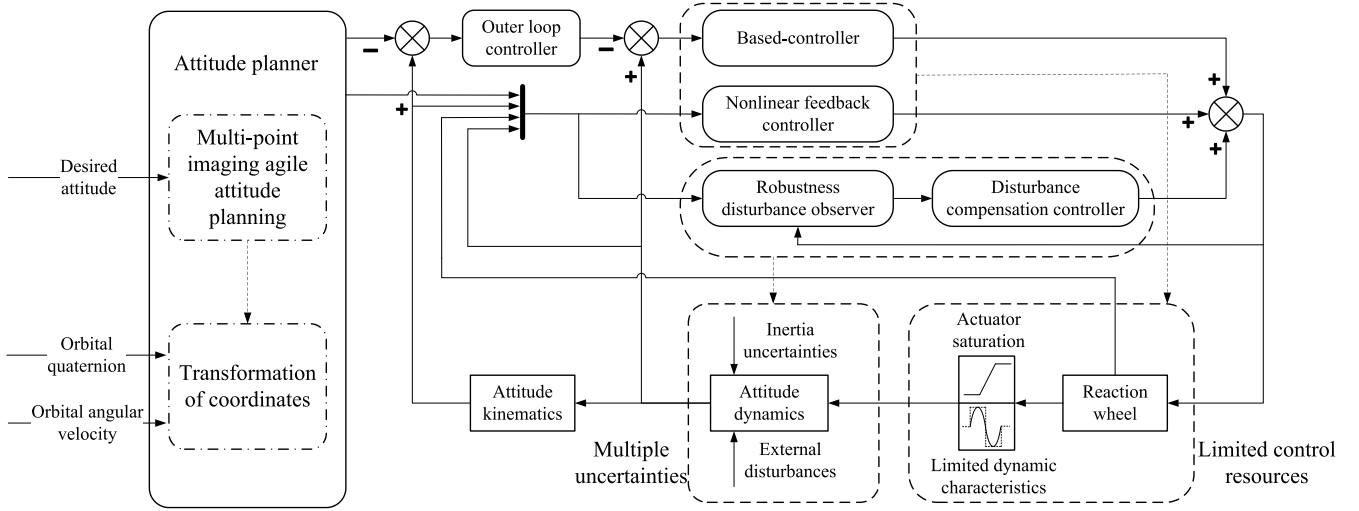 Attitude planner
Multi-point
imaging agile
attitude
planning
Desired
attitude
Orbital
quaternion
Orbital angular
velocity
Transformation
of coordinates
−
+
Outer loop
controller
−
+
Based-controller
Nonlinear feedback
controller
Robustness
disturbance observer
Disturbance
compensation controller
+
+
+
Attitude
kinematics
Inertia
uncertainties
Attitude
dynamics
External
disturbances
Multiple
uncertainties
Actuator
saturation
Limited dynamic
characteristics
Reaction
wheel
Limited control
resources